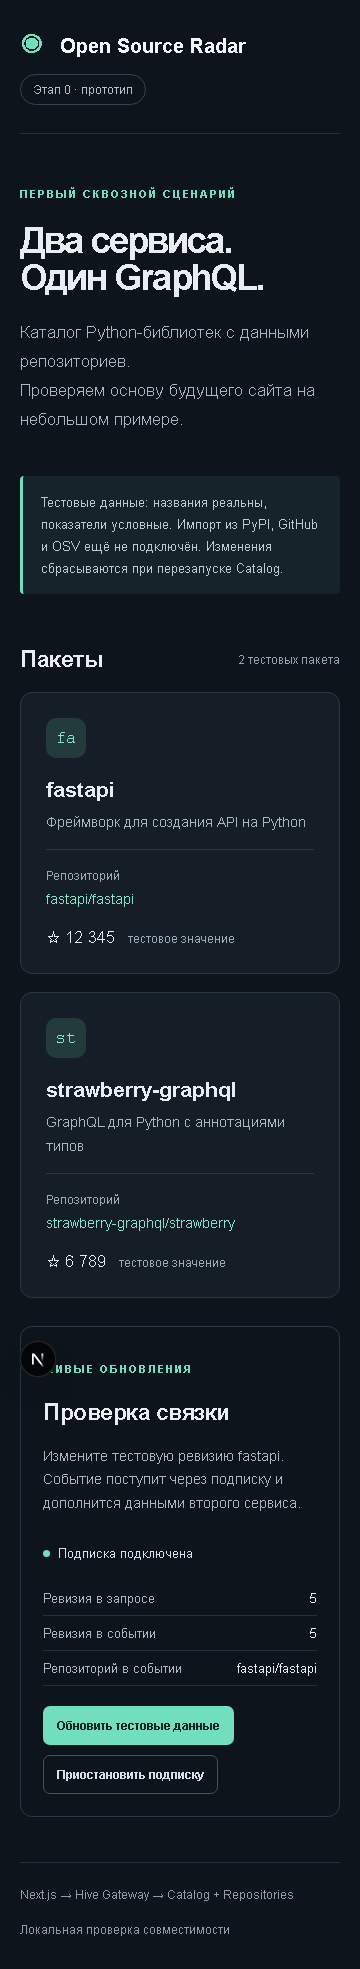 Open Source Radar
Этап 0 · прототип
ПЕРВЫЙ СКВОЗНОЙ СЦЕНАРИЙ
Два сервиса.
Один GraphQL.
Каталог Python-библиотек с данными
репозиториев.
Проверяем основу будущего сайта на
небольшом примере.
Тестовые данные: названия реальны,
показатели условные. Импорт из PyPI, GitHub
и OSV ещё не подключён. Изменения
сбрасываются при перезапуске Catalog.
Пакеты
2 тестовых пакета
fa
fastapi
Фреймворк для создания API на Python
Репозиторий
fastapi/fastapi
☆ 12 345 тестовое значение
st
strawberry-graphql
GraphQL для Python с аннотациями
типов
Репозиторий
strawberry-graphql/strawberry
☆ 6 789 тестовое значение
N
ИВЫЕ ОБНОВЛЕНИЯ
Проверка связки
Измените тестовую ревизию fastapi.
Событие поступит через подписку и
дополнится данными второго сервиса.
Подписка подключена
Ревизия в запросе 5
Ревизия в событии 5
Репозиторий в событии fastapi/fastapi
Обновить тестовые данные
Приостановить подписку
Next.js → Hive Gateway → Catalog + Repositories
Локальная проверка совместимости